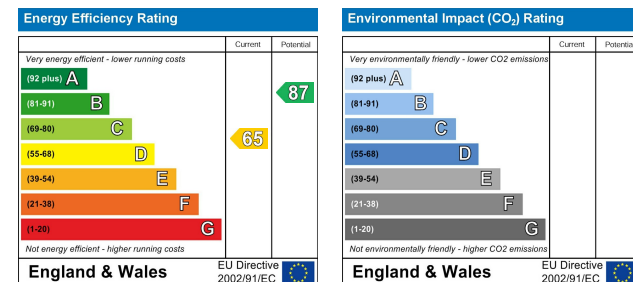 Energy Efficiency Rating
Current Potential
Very energy efficient - lower running costs
(92 plus) A
(81-91) B
(69-80) C
(55-68) D
(39-54) E
(21-38) F
(1-20) G
65
87
Not energy efficient - higher running costs
England & Wales
EU Directive
2002/91/EC
Environmental Impact (CO₂) Rating
Current Potential
Very environmentally friendly - lower CO2 emissions
(92 plus) A
(81-91) B
(69-80) C
(55-68) D
(39-54) E
(21-38) F
(1-20) G
Not environmentally friendly - higher CO2 emissions
England & Wales
EU Directive
2002/91/EC